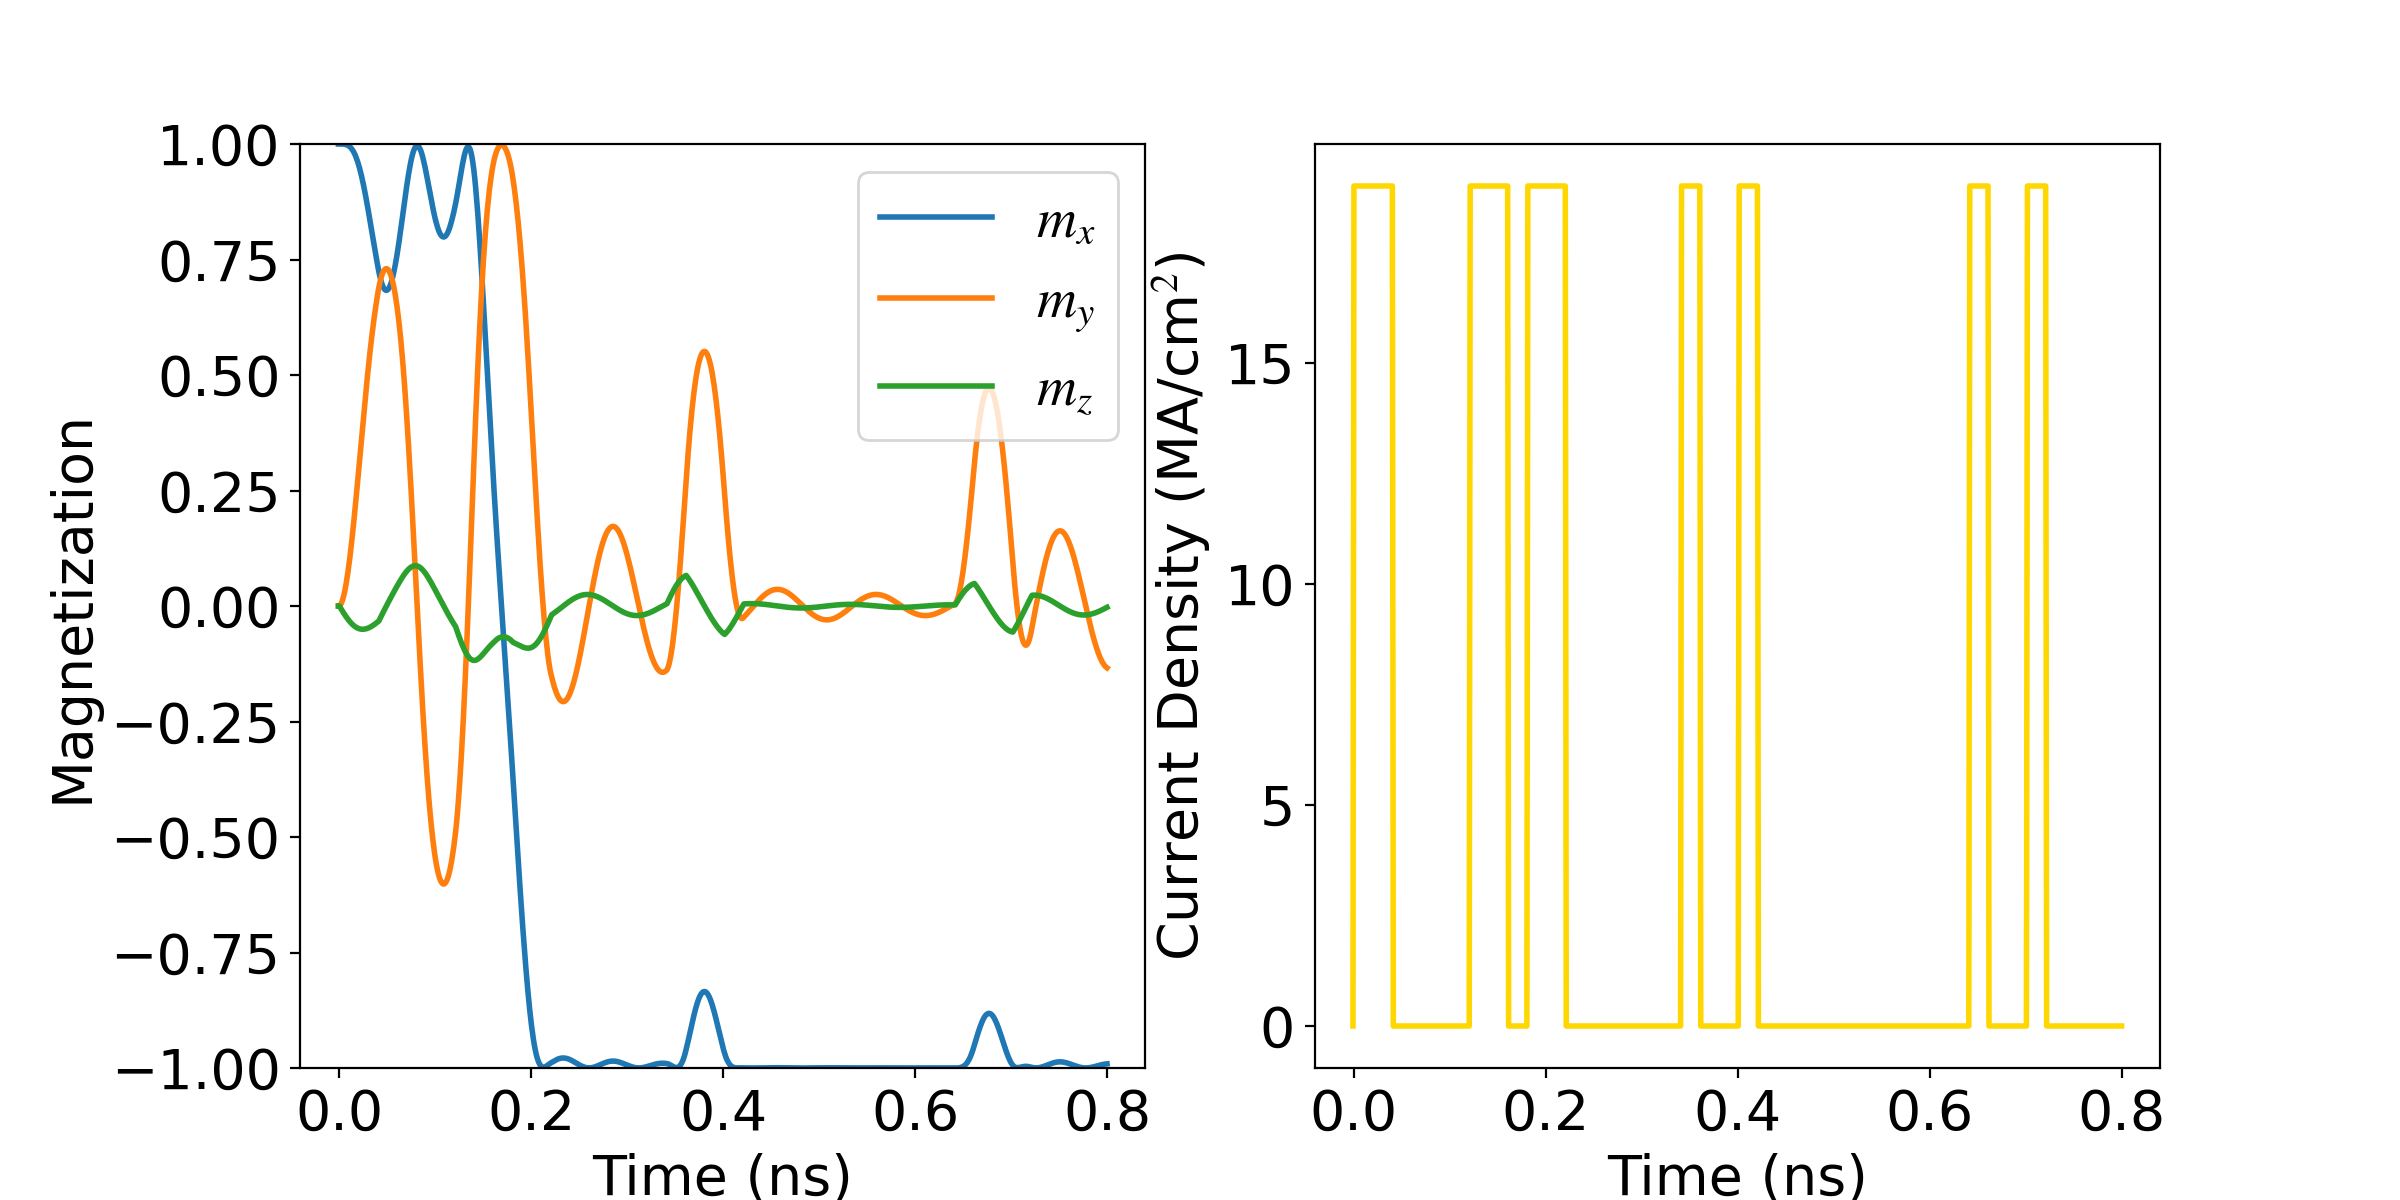 1.00
0.75
0.50
0.25
0.00
−0.25
−0.50
−0.75
−1.00
Magnetization
0.0 0.2 0.4 0.6 0.8
Time (ns)
m_x
m_y
m_z
Current Density (MA/cm²)
15
10
5
0
0.0 0.2 0.4 0.6 0.8
Time (ns)